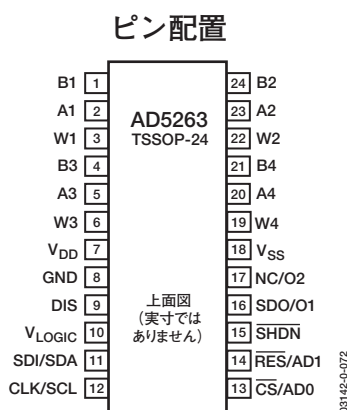 ピン配置
B1 1
A1 2
W1 3
B3 4
A3 5
W3 6
VDD 7
GND 8
DIS 9
VLOGIC 10
SDI/SDA 11
CLK/SCL 12
AD5263
TSSOP-24
上面図
(実寸では
ありません)
24 B2
23 A2
22 W2
21 B4
20 A4
19 W4
18 VSS
17 NC/O2
16 SDO/O1
15 S̅H̅D̅N̅
14 R̅E̅S̅/AD1
13 C̅S̅/AD0
03142-0-072